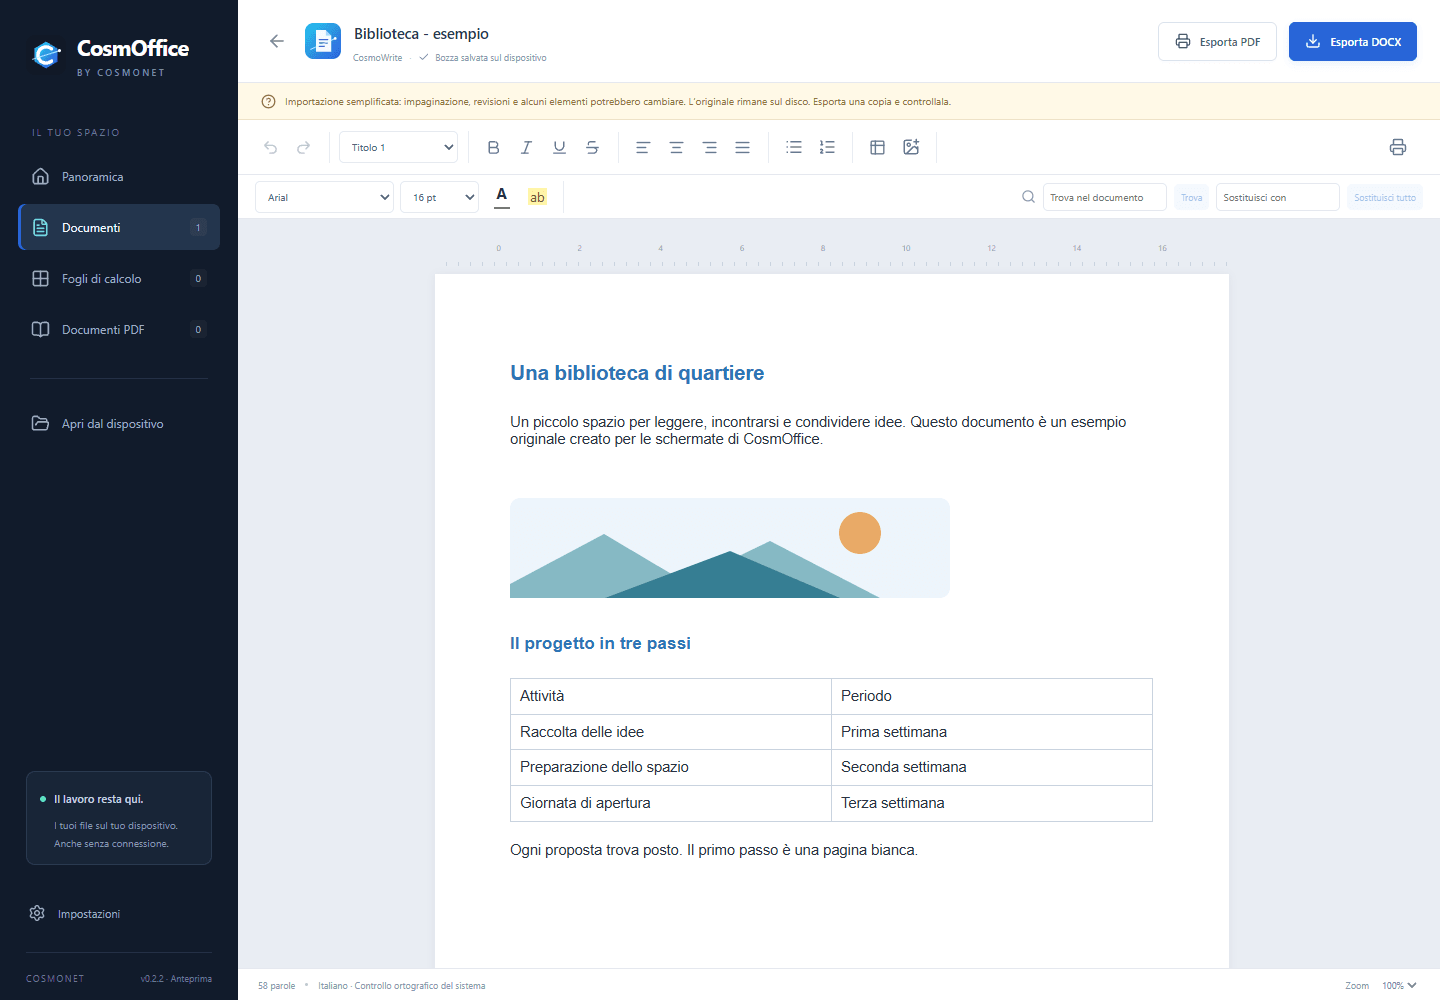 CosmOffice
BY COSMONET
IL TUO SPAZIO
Panoramica
Documenti 1
Fogli di calcolo 0
Documenti PDF 0
Apri dal dispositivo
Il lavoro resta qui.
I tuoi file sul tuo dispositivo.
Anche senza connessione.
Impostazioni
COSMONET v0.2.2 · Anteprima
Biblioteca - esempio
CosmoWrite · Bozza salvata sul dispositivo
Esporta PDF
Esporta DOCX
Importazione semplificata: impaginazione, revisioni e alcuni elementi potrebbero cambiare. L'originale rimane sul disco. Esporta una copia e controllala.
Titolo 1
Arial
16 pt
A
ab
Trova nel documento
Trova
Sostituisci con
Sostituisci tutto
0 2 4 6 8 10 12 14 16
Una biblioteca di quartiere
Un piccolo spazio per leggere, incontrarsi e condividere idee. Questo documento è un esempio
originale creato per le schermate di CosmOffice.
Il progetto in tre passi
Attività Periodo
Raccolta delle idee Prima settimana
Preparazione dello spazio Seconda settimana
Giornata di apertura Terza settimana
Ogni proposta trova posto. Il primo passo è una pagina bianca.
58 parole • Italiano · Controllo ortografico del sistema
Zoom 100%